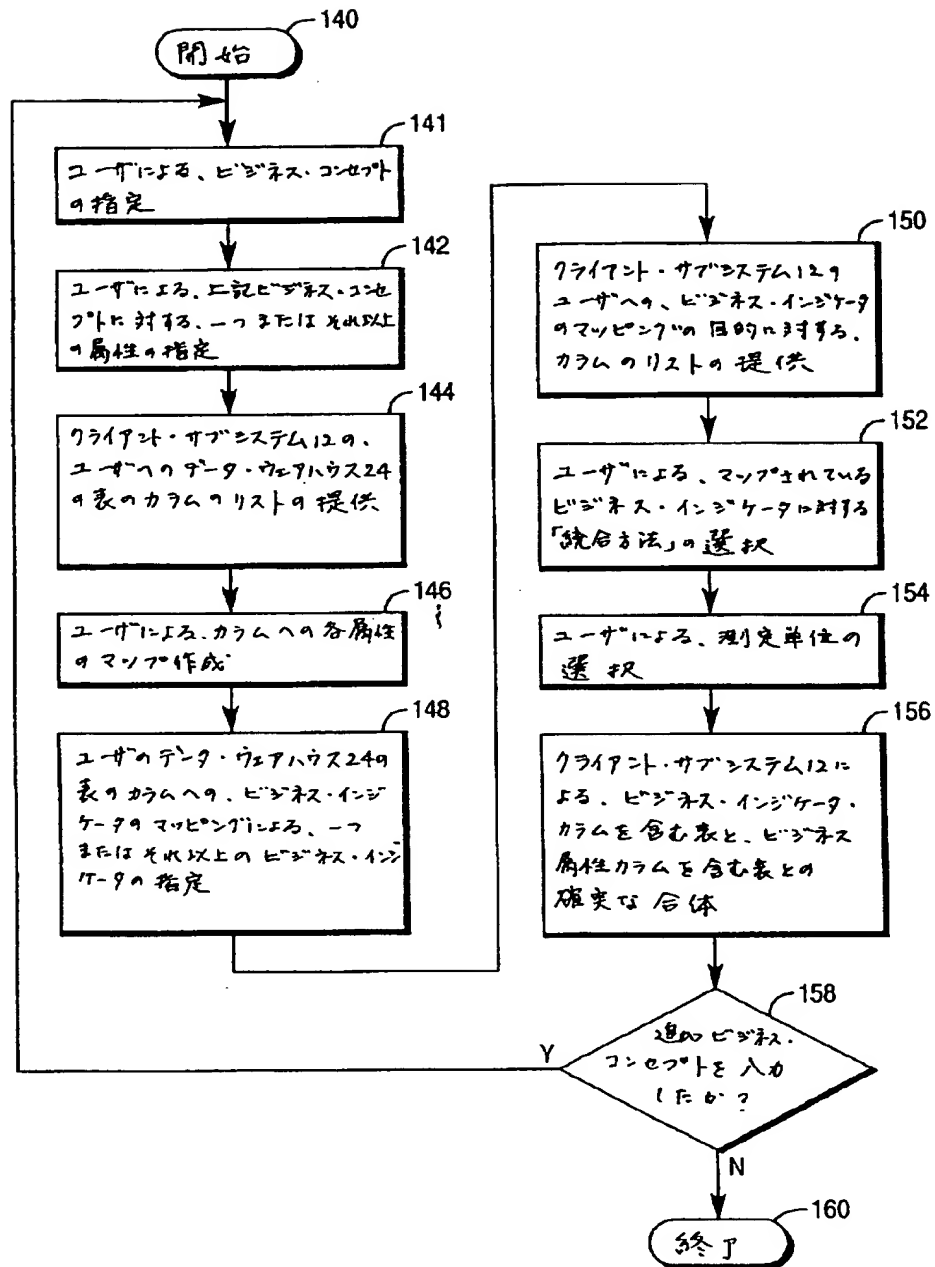 140
開始
141
ユーザによる、ビジネス・コンセプト
の指定
142
ユーザによる、上記ビジネス・コンセ
プトに対する、一つまたはそれ以上
の属性の指定
144
クライアント・サブシステム12の、
ユーザへのデータ・ウェアハウス24
の表のカラムのリストの提供
146
ユーザによる、カラムへの各属性
のマップ作成
148
ユーザのデータ・ウェアハウス24の
表のカラムへの、ビジネス・インジ
ケータのマッピングによる、一つ
またはそれ以上のビジネス・インジ
ケータの指定
150
クライアント・サブシステム12の
ユーザへの、ビジネス・インジケータ
のマッピングの目的に対する、
カラムのリストの提供
152
ユーザによる、マップされている
ビジネス・インジケータに対する
「統合方法」の選択
154
ユーザによる、測定単位の
選択
156
クライアント・サブシステム12に
よる、ビジネス・インジケータ・
カラムを含む表と、ビジネス
属性カラムを含む表との
確実な合体
158
追加ビジネス・
コンセプトを入力
したか?
Y
N
160
終了